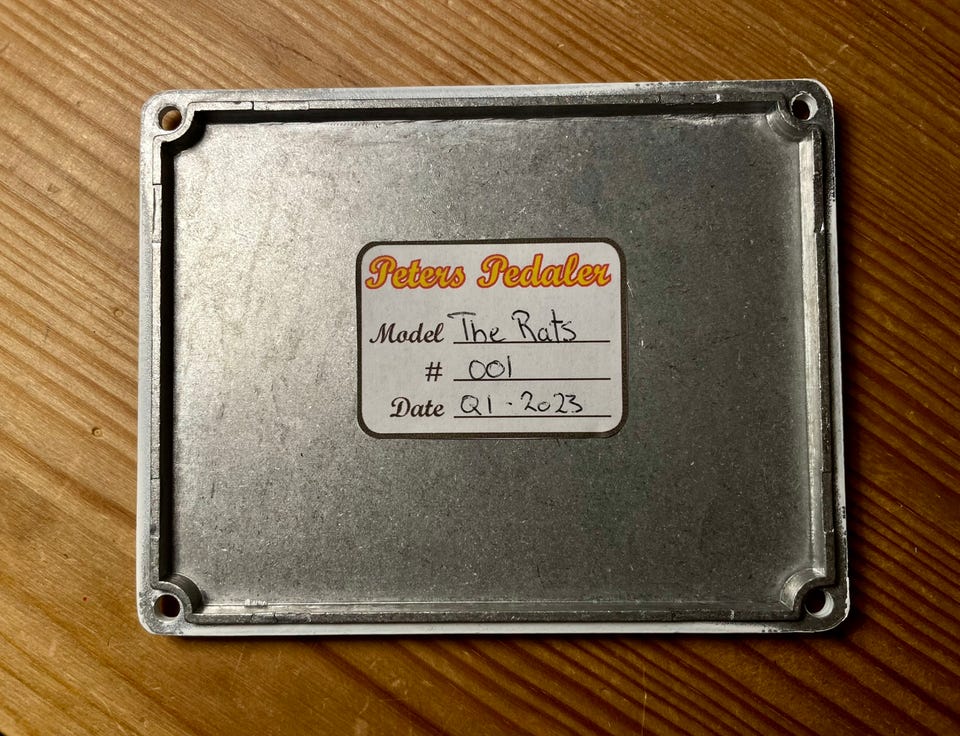 Peters Pedaler
Model The Rats
# 001
Date Q1 - 2023